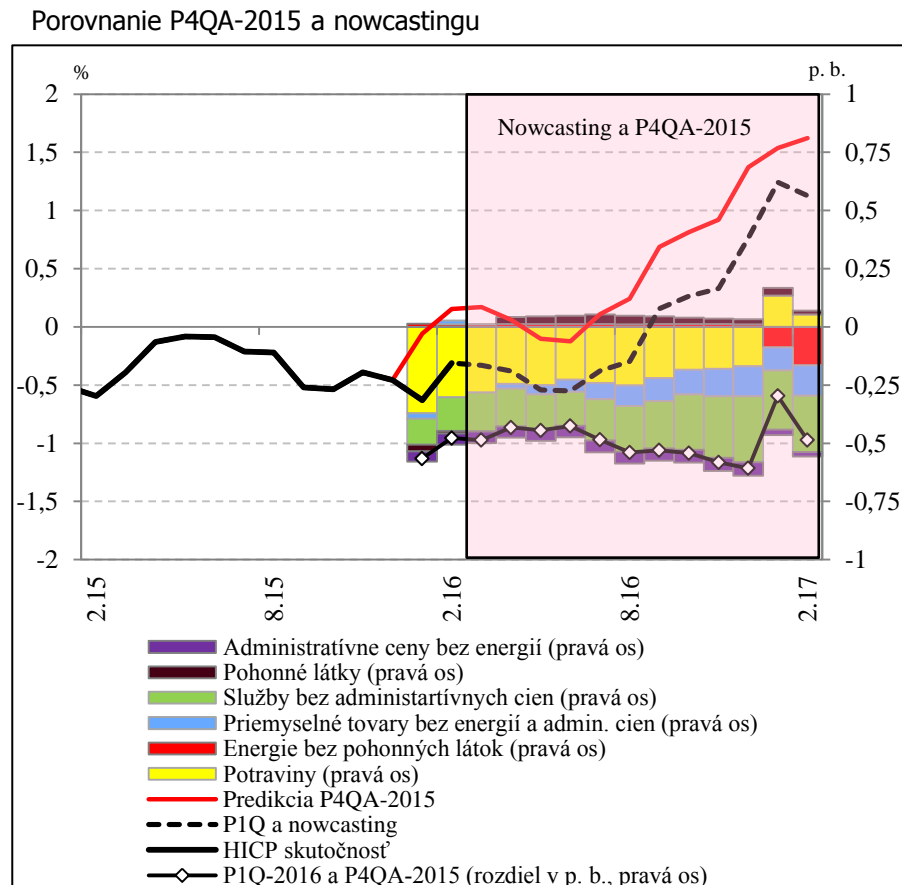 Porovnanie P4QA-2015 a nowcastingu
%
p. b.
2
1,5
1
0,5
0
-0,5
-1
-1,5
-2
Nowcasting a P4QA-2015
1
0,75
0,5
0,25
0
-0,25
-0,5
-0,75
-1
2.15
8.15
2.16
8.16
2.17
Administratívne ceny bez energií (pravá os)
Pohonné látky (pravá os)
Služby bez administartívnych cien (pravá os)
Priemyselné tovary bez energií a admin. cien (pravá os)
Energie bez pohonných látok (pravá os)
Potraviny (pravá os)
Predikcia P4QA-2015
P1Q a nowcasting
HICP skutočnosť
P1Q-2016 a P4QA-2015 (rozdiel v p. b., pravá os)